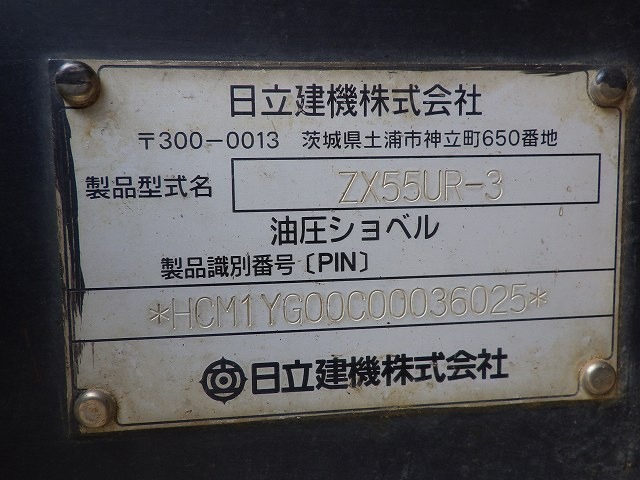 日立建機株式会社
〒300-0013 茨城県土浦市神立町650番地
製品型式名 ZX55UR-3
油圧ショベル
製品識別番号〔PIN〕
*HCM1YG00C00036025*
日立建機株式会社